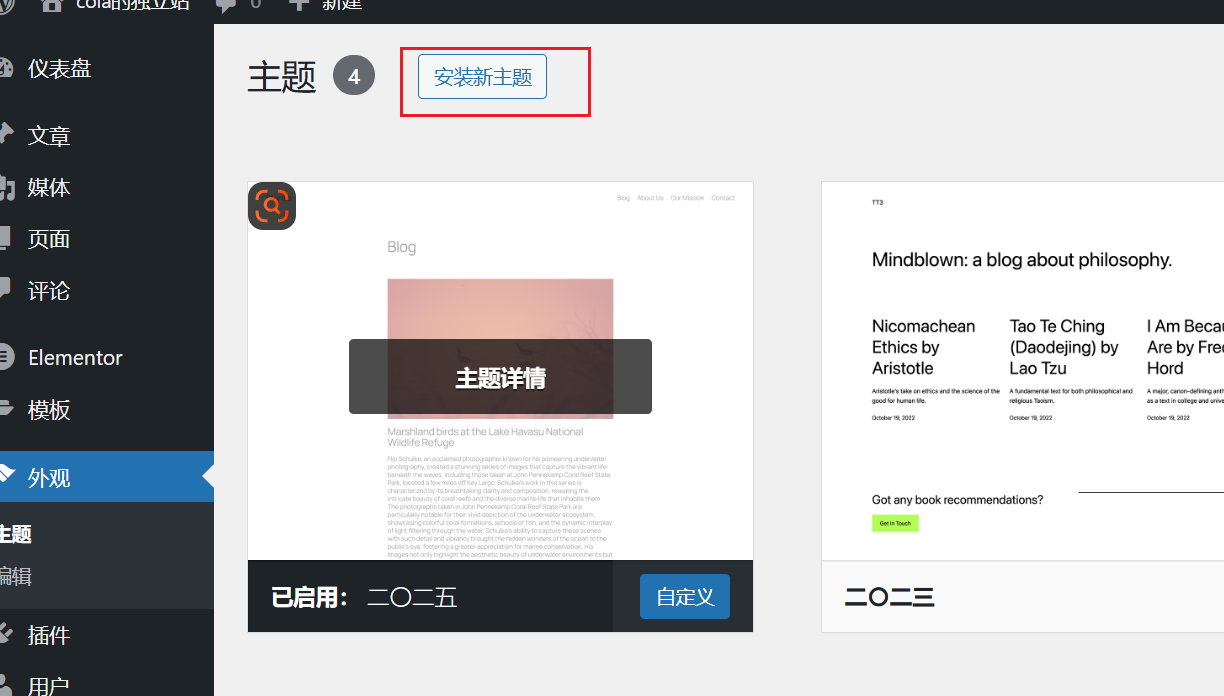 cola的独立站 0 新建
仪表盘
文章
媒体
页面
评论
Elementor
模板
外观
主题
编辑
插件
用户
主题 4 安装新主题
Blog About Us Our Mission Contact
Blog
主题详情
Marshland birds at the Lake Havasu National
Wildlife Refuge
Flip Schulke, an acclaimed photographer known for his pioneering underwater
photography, created a stunning series of images that capture the vibrant life
beneath the waves, including those taken at John Pennekamp Coral Reef State
Park, located a few miles off Key Largo. Schulke's work in this series is
characterized by its breathtaking clarity and composition, revealing the
intricate beauty of coral reefs and the diverse marine life that inhabits them.
The photographs taken in John Pennekamp Coral Reef State Park are
particularly notable for their vivid depiction of the underwater ecosystem,
showcasing colorful coral formations, schools of fish, and the dynamic interplay
of light filtering through the water. Schulke's ability to capture these scenes
with such detail and vibrancy brought the hidden wonders of the ocean to the
public's eye, fostering a greater appreciation for marine conservation. His
images not only highlight the aesthetic beauty of underwater environments but
已启用： 二〇二五 自定义
TT3
Mindblown: a blog about philosophy.
Nicomachean
Ethics by
Aristotle
Aristotle's take on ethics and the science of the
good for human life.
October 19, 2022
Tao Te Ching
(Daodejing) by
Lao Tzu
A fundamental text for both philosophical and
religious Taoism.
October 19, 2022
I Am Becau
Are by Fred
Hord
A major, canon-defining anth
as a text in college and unive
October 19, 2022
Got any book recommendations?
Get In Touch
二〇二三